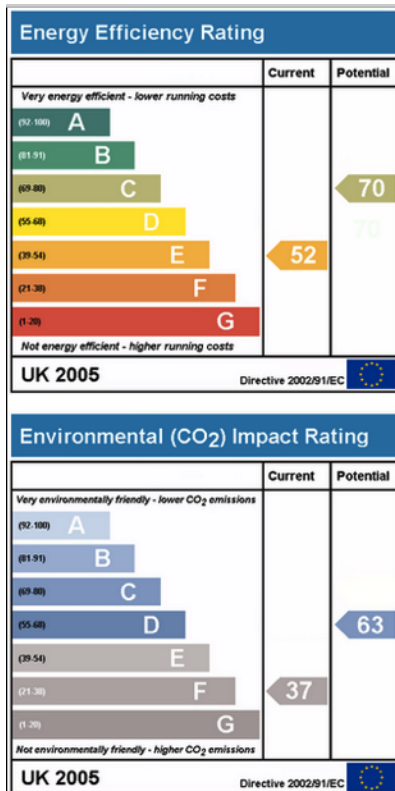 Energy Efficiency Rating
Current Potential
Very energy efficient - lower running costs
(92-100) A
(81-91) B
(69-80) C 70
(55-68) D 70
(39-54) E 52
(21-38) F
(1-20) G
Not energy efficient - higher running costs
UK 2005 Directive 2002/91/EC
Environmental (CO2) Impact Rating
Current Potential
Very environmentally friendly - lower CO2 emissions
(92-100) A
(81-91) B
(69-80) C
(55-68) D 63
(39-54) E
(21-38) F 37
(1-20) G
Not environmentally friendly - higher CO2 emissions
UK 2005 Directive 2002/91/EC